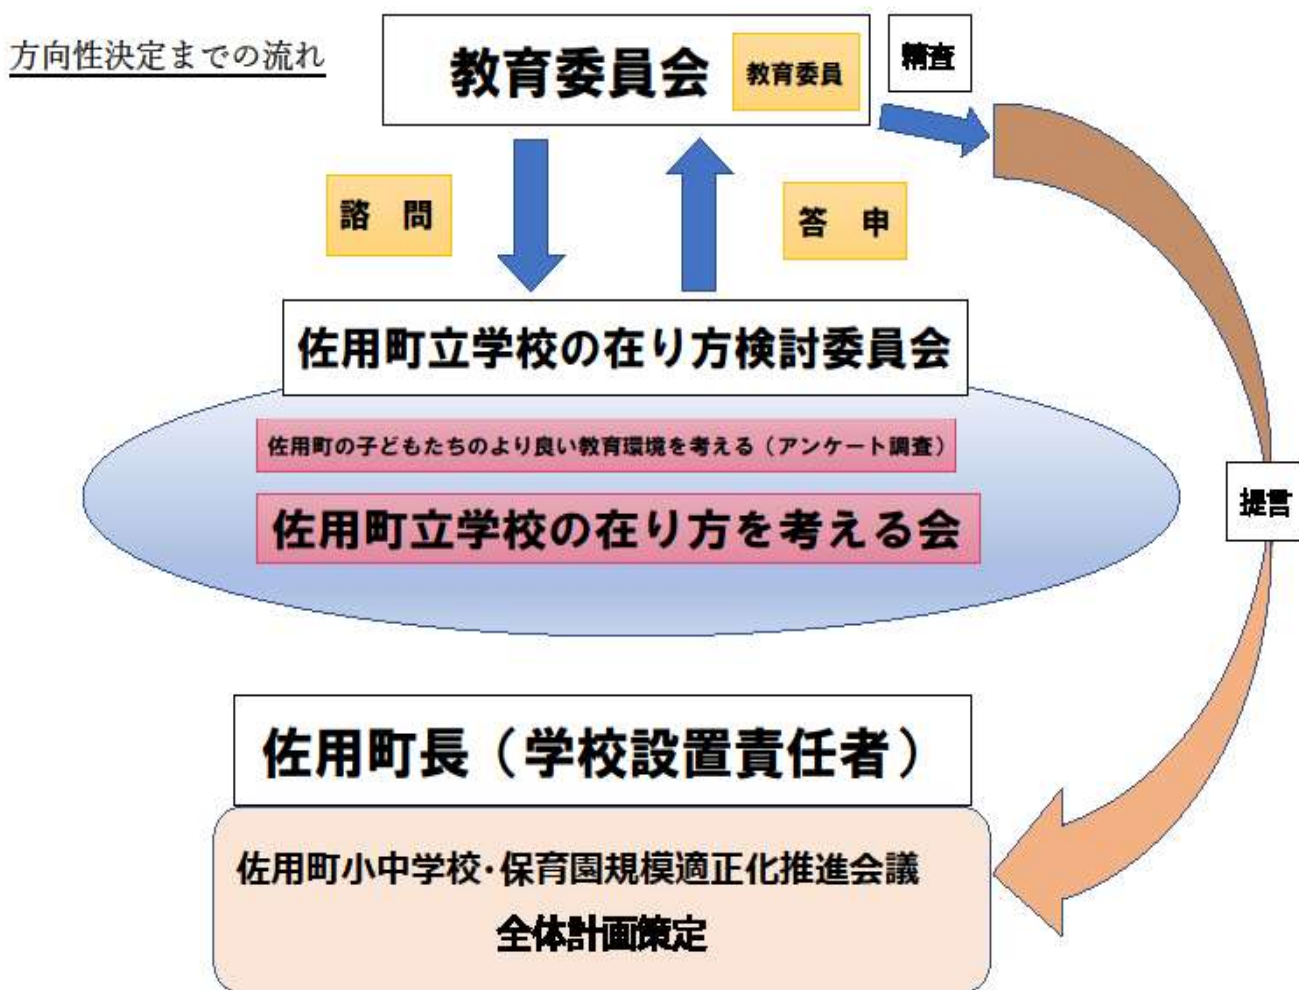 方向性決定までの流れ
教育委員会
教育委員
精査
諮 問
答 申
佐用町立学校の在り方検討委員会
佐用町の子どもたちのより良い教育環境を考える（アンケート調査）
佐用町立学校の在り方を考える会
提言
佐用町長（学校設置責任者）
佐用町小中学校・保育園規模適正化推進会議
全体計画策定